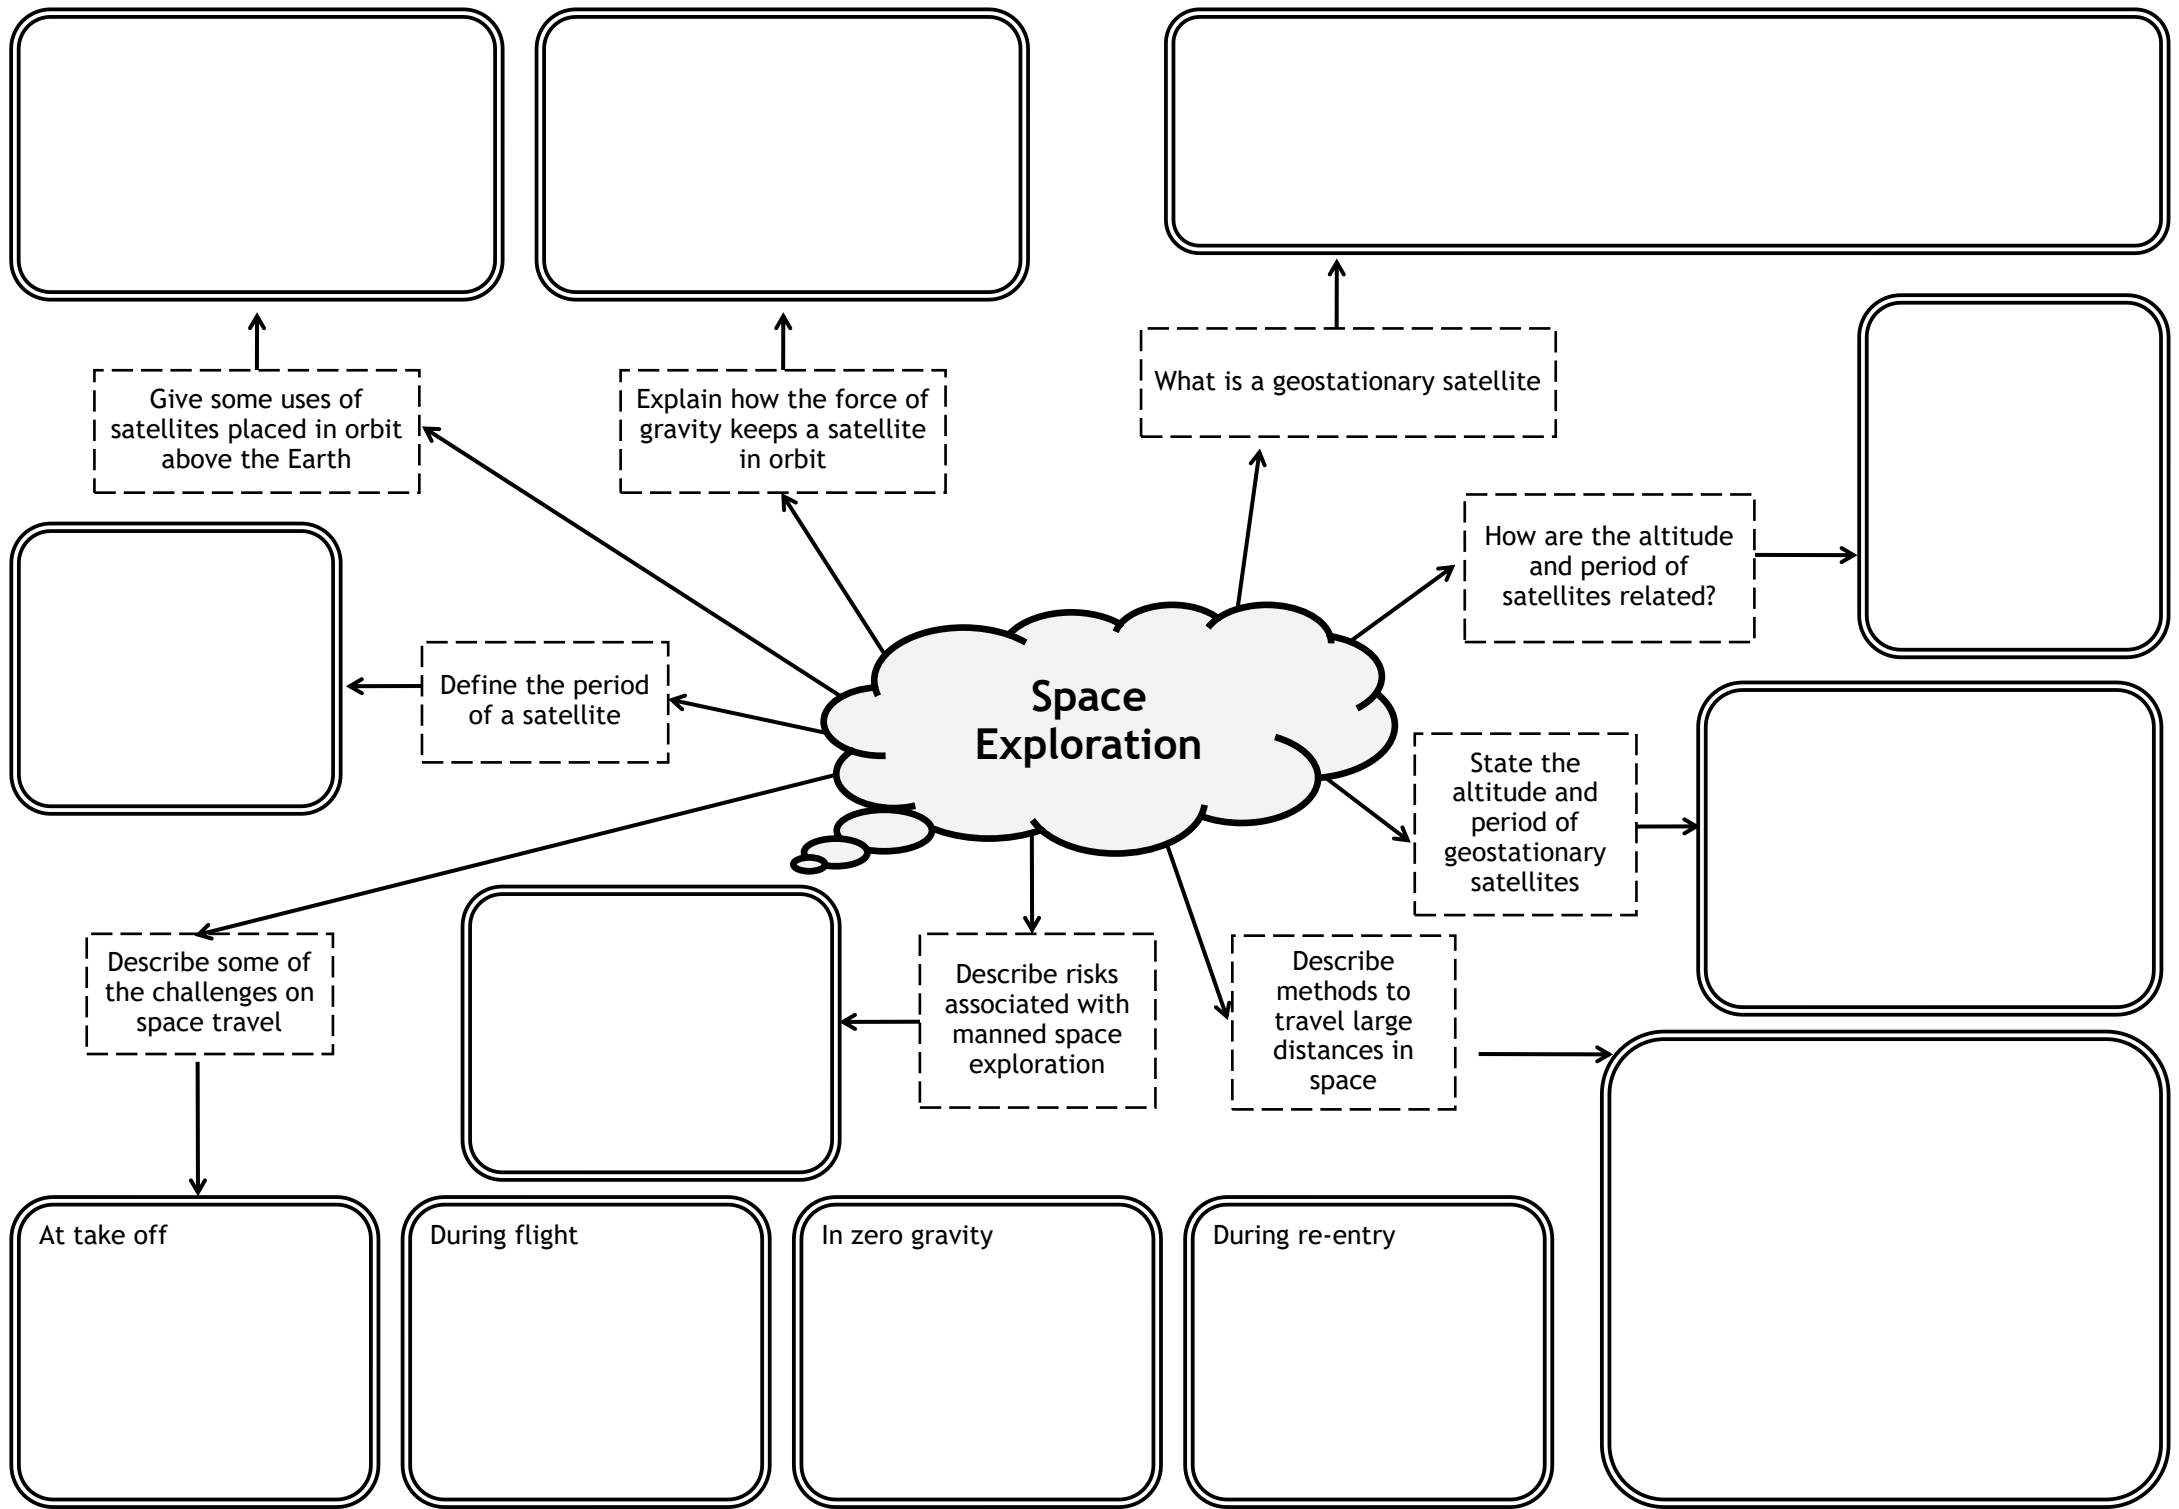 Give some uses of
satellites placed in orbit
above the Earth
Explain how the force of
gravity keeps a satellite
in orbit
What is a geostationary satellite
How are the altitude
and period of
satellites related?
Define the period
of a satellite
Space
Exploration
State the
altitude and
period of
geostationary
satellites
Describe some of
the challenges on
space travel
Describe risks
associated with
manned space
exploration
Describe
methods to
travel large
distances in
space
At take off
During flight
In zero gravity
During re-entry